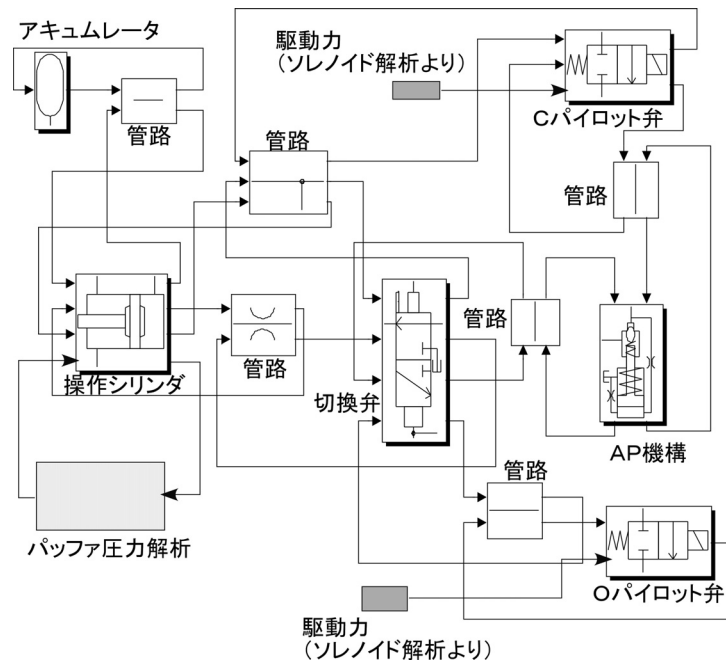 アキュムレータ
駆動力
(ソレノイド解析より)
Cパイロット弁
管路
管路
管路
管路
操作シリンダ
管路
切換弁
AP機構
管路
パッファ圧力解析
Oパイロット弁
駆動力
(ソレノイド解析より)